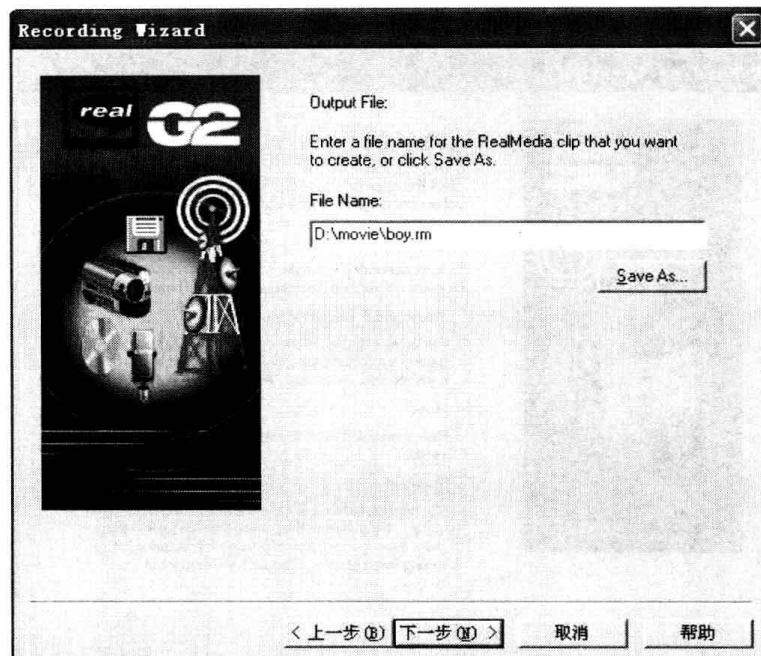 Recording Wizard
real G2
Output File:
Enter a file name for the RealMedia clip that you want
to create, or click Save As.
File Name:
D:\movie\boy.rm
Save As...
< 上一步(B) 下一步(N) > 取消 帮助